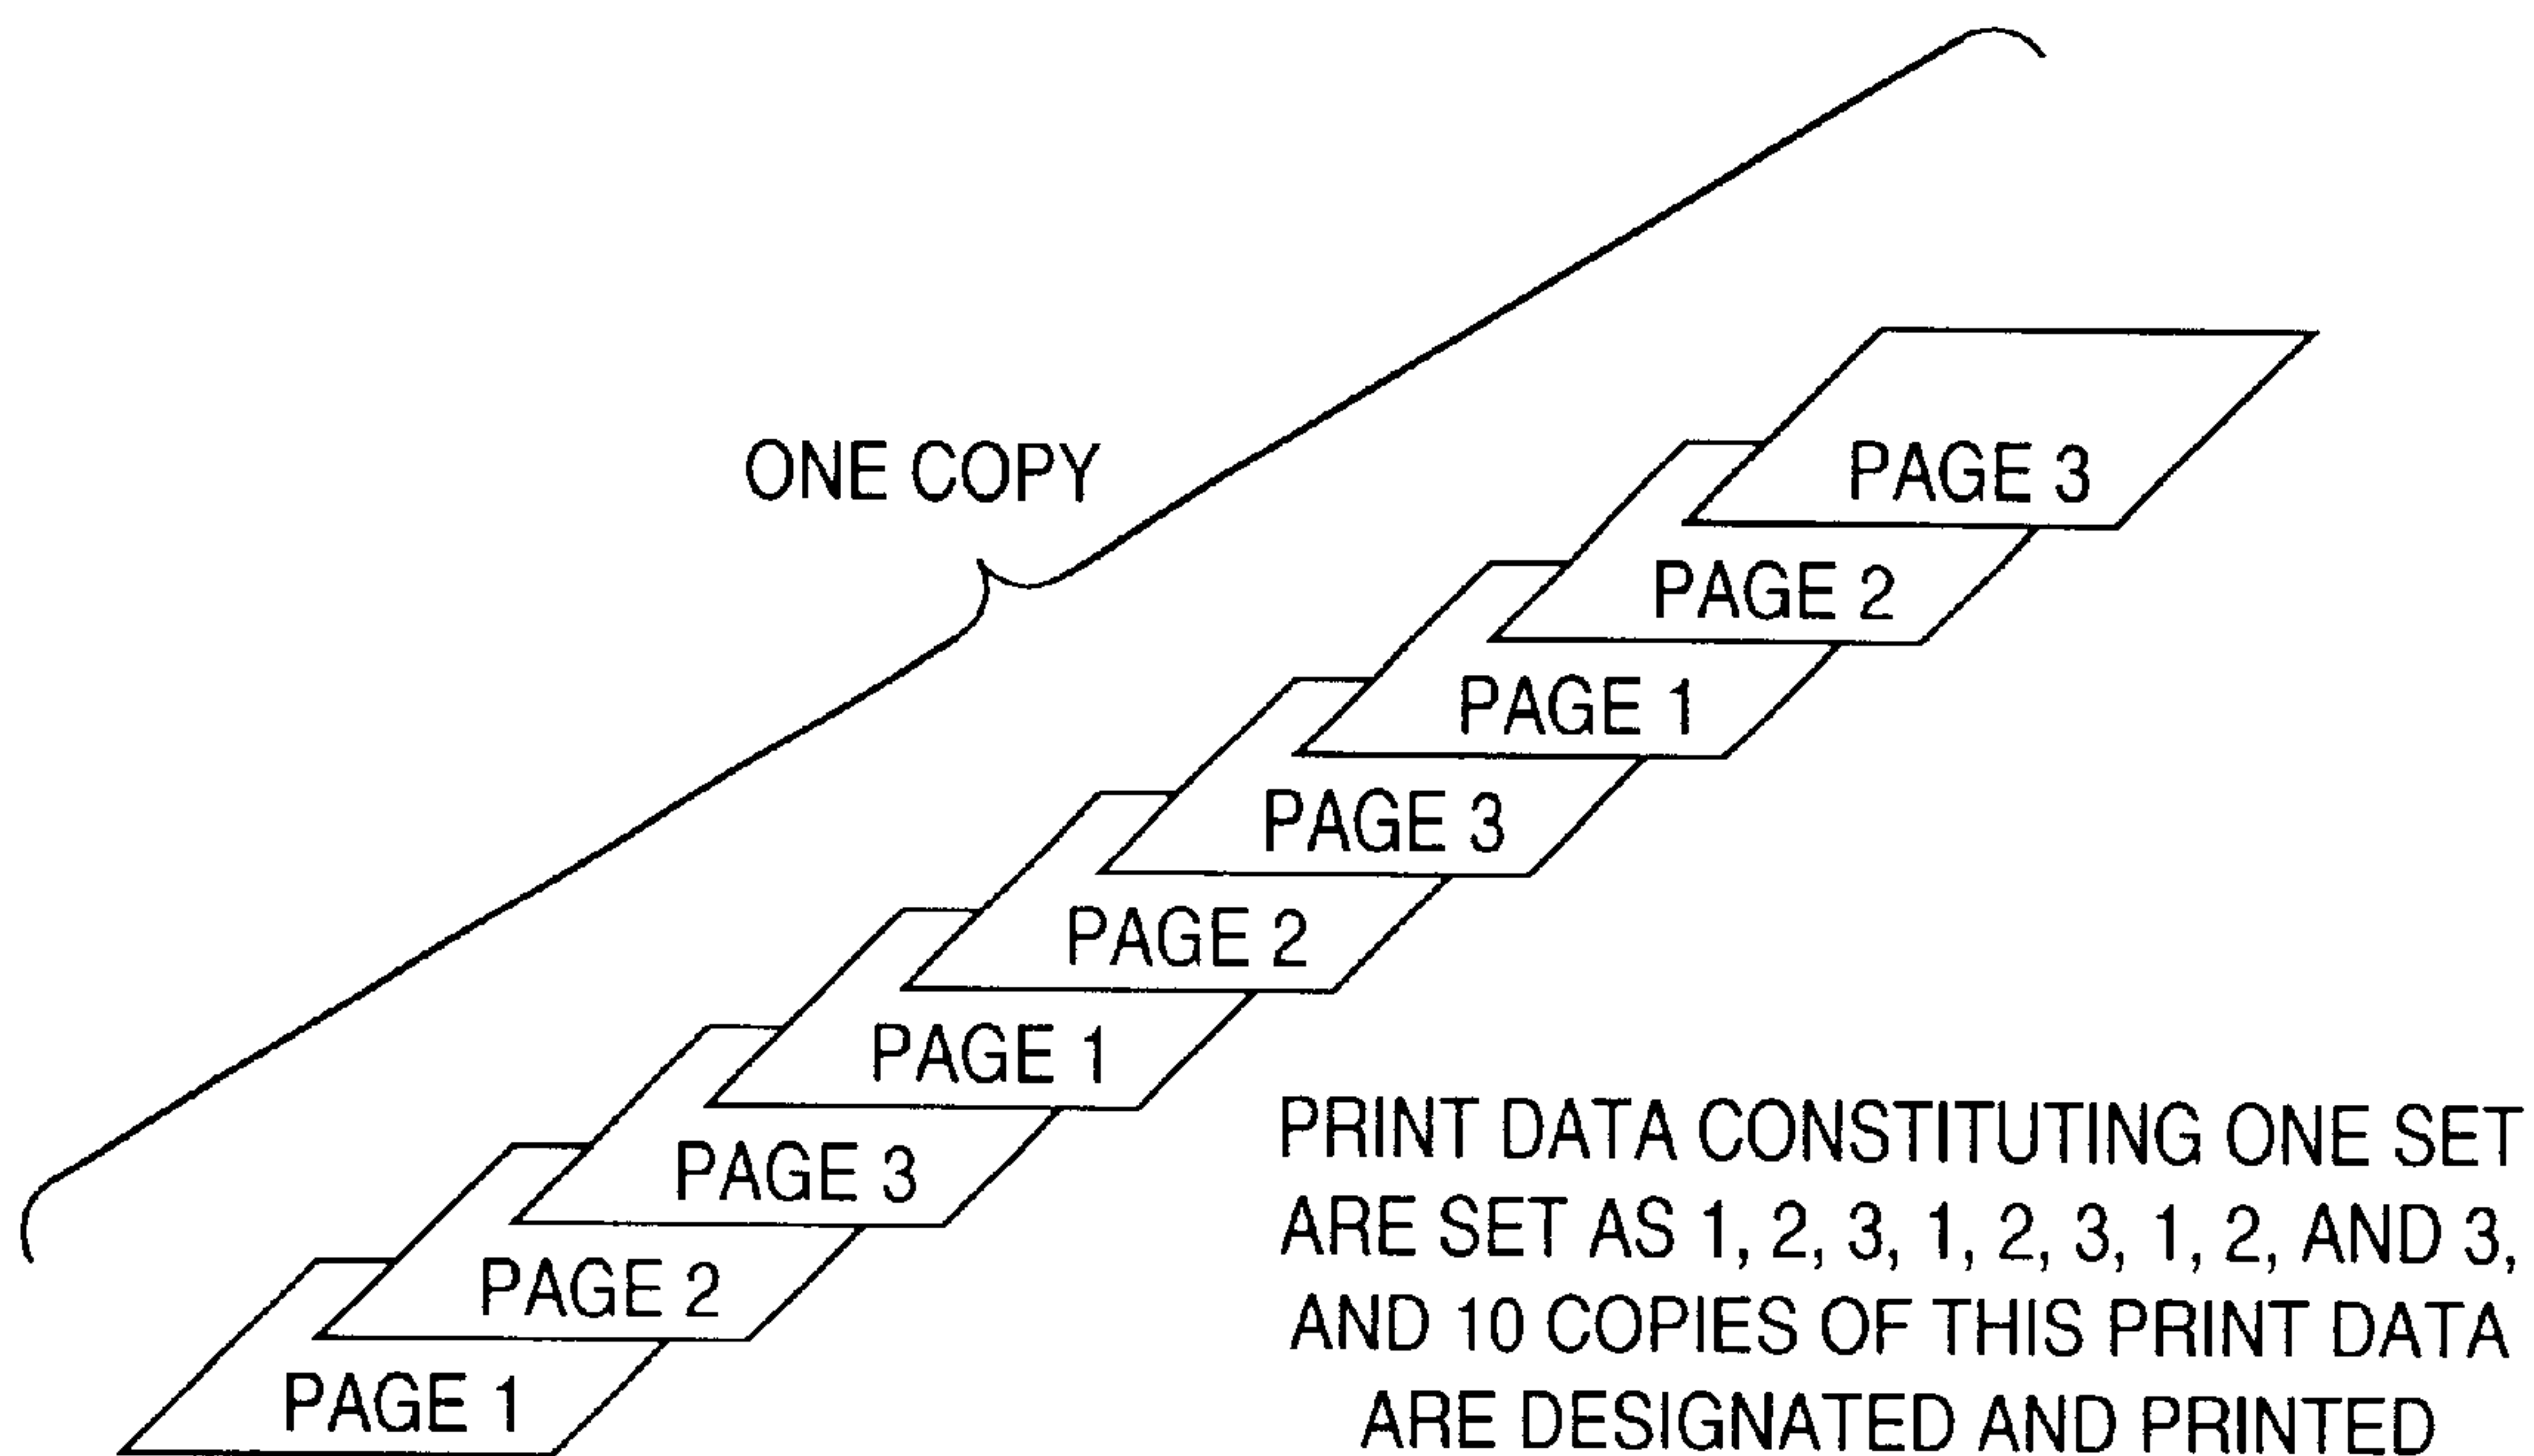 ONE COPY
PAGE 3
PAGE 2
PAGE 1
PAGE 3
PAGE 2
PAGE 1
PAGE 3
PAGE 2
PAGE 1
PRINT DATA CONSTITUTING ONE SET
ARE SET AS 1, 2, 3, 1, 2, 3, 1, 2, AND 3,
AND 10 COPIES OF THIS PRINT DATA
ARE DESIGNATED AND PRINTED